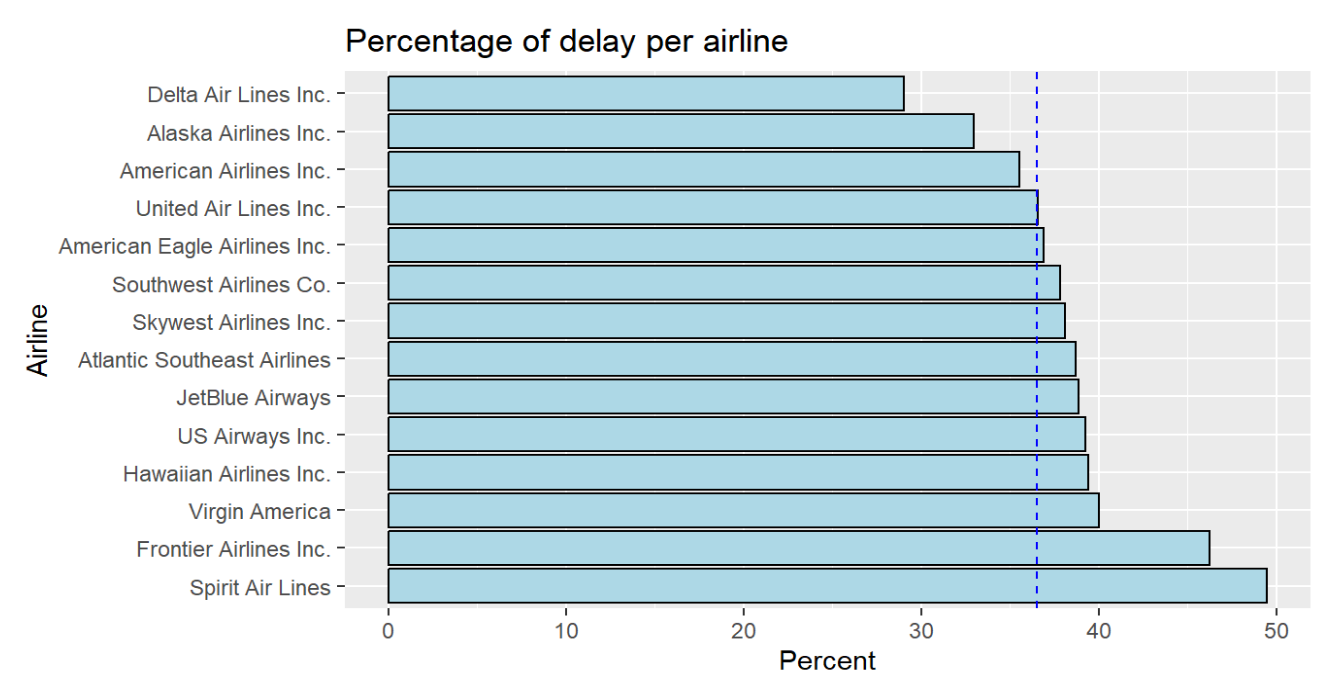 Percentage of delay per airline
Delta Air Lines Inc.
Alaska Airlines Inc.
American Airlines Inc.
United Air Lines Inc.
American Eagle Airlines Inc.
Southwest Airlines Co.
Skywest Airlines Inc.
Atlantic Southeast Airlines
JetBlue Airways
US Airways Inc.
Hawaiian Airlines Inc.
Virgin America
Frontier Airlines Inc.
Spirit Air Lines
Airline
0 10 20 30 40 50
Percent